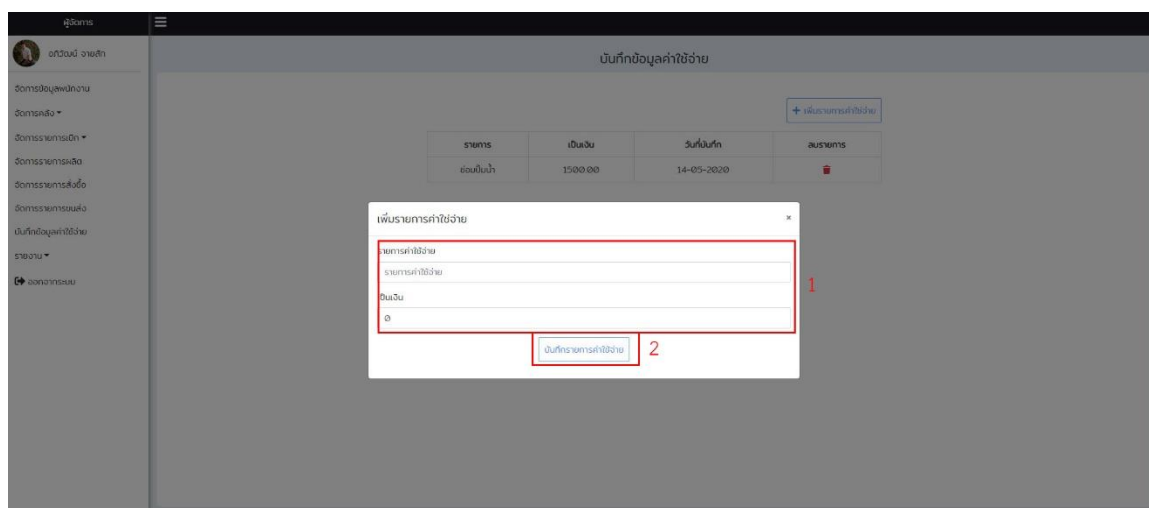 ผู้จัดการ
อภิวัฒน์ อายสัก
บันทึกข้อมูลค่าใช้จ่าย
จัดการข้อมูลพนักงาน
จัดการคลัง
จัดการรายการเบิก
จัดการรายการผลิต
จัดการรายการสั่งซื้อ
จัดการรายการขนส่ง
บันทึกข้อมูลค่าใช้จ่าย
รายงาน
ออกจากระบบ
+ เพิ่มรายการค่าใช้จ่าย
รายการ เป็นเงิน วันที่บันทึก ลบรายการ
ซ่อมปั๊มน้ำ 1500.00 14-05-2020
เพิ่มรายการค่าใช้จ่าย ×
รายการค่าใช้จ่าย
รายการค่าใช้จ่าย
เป็นเงิน
0
1
บันทึกรายการค่าใช้จ่าย 2